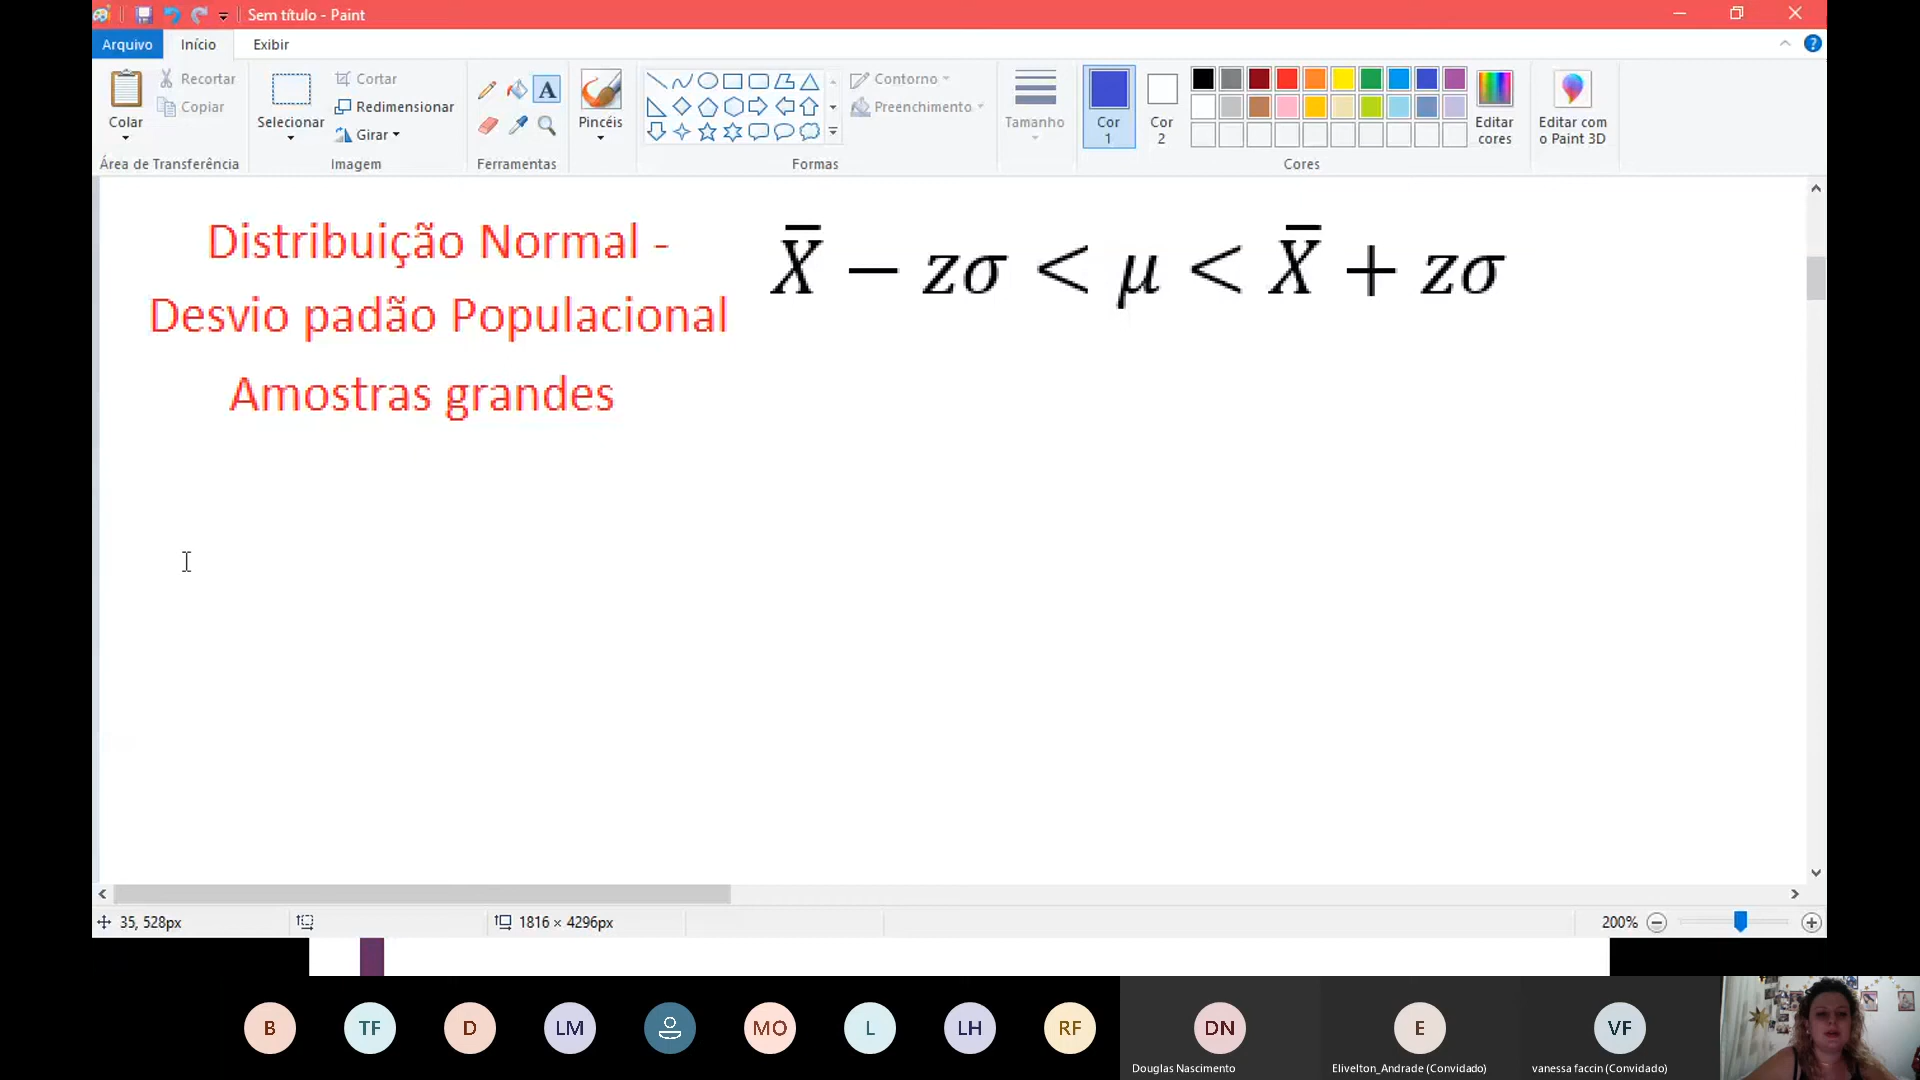 Sem título - Paint
Arquivo Início Exibir
Colar
Recortar
Copiar
Área de Transferência
Selecionar
Cortar
Redimensionar
Girar
Imagem
A
Ferramentas
Pincéis
Contorno
Preenchimento
Formas
Tamanho
Cor 1
Cor 2
Editar cores
Cores
Editar com o Paint 3D
Distribuição Normal -
Desvio padão Populacional
Amostras grandes
X̄ − zσ < μ < X̄ + zσ
35, 528px 1816 × 4296px 200%
B TF D LM MO L LH RF DN E VF
Douglas Nascimento Elivelton_Andrade (Convidado) vanessa faccin (Convidado)